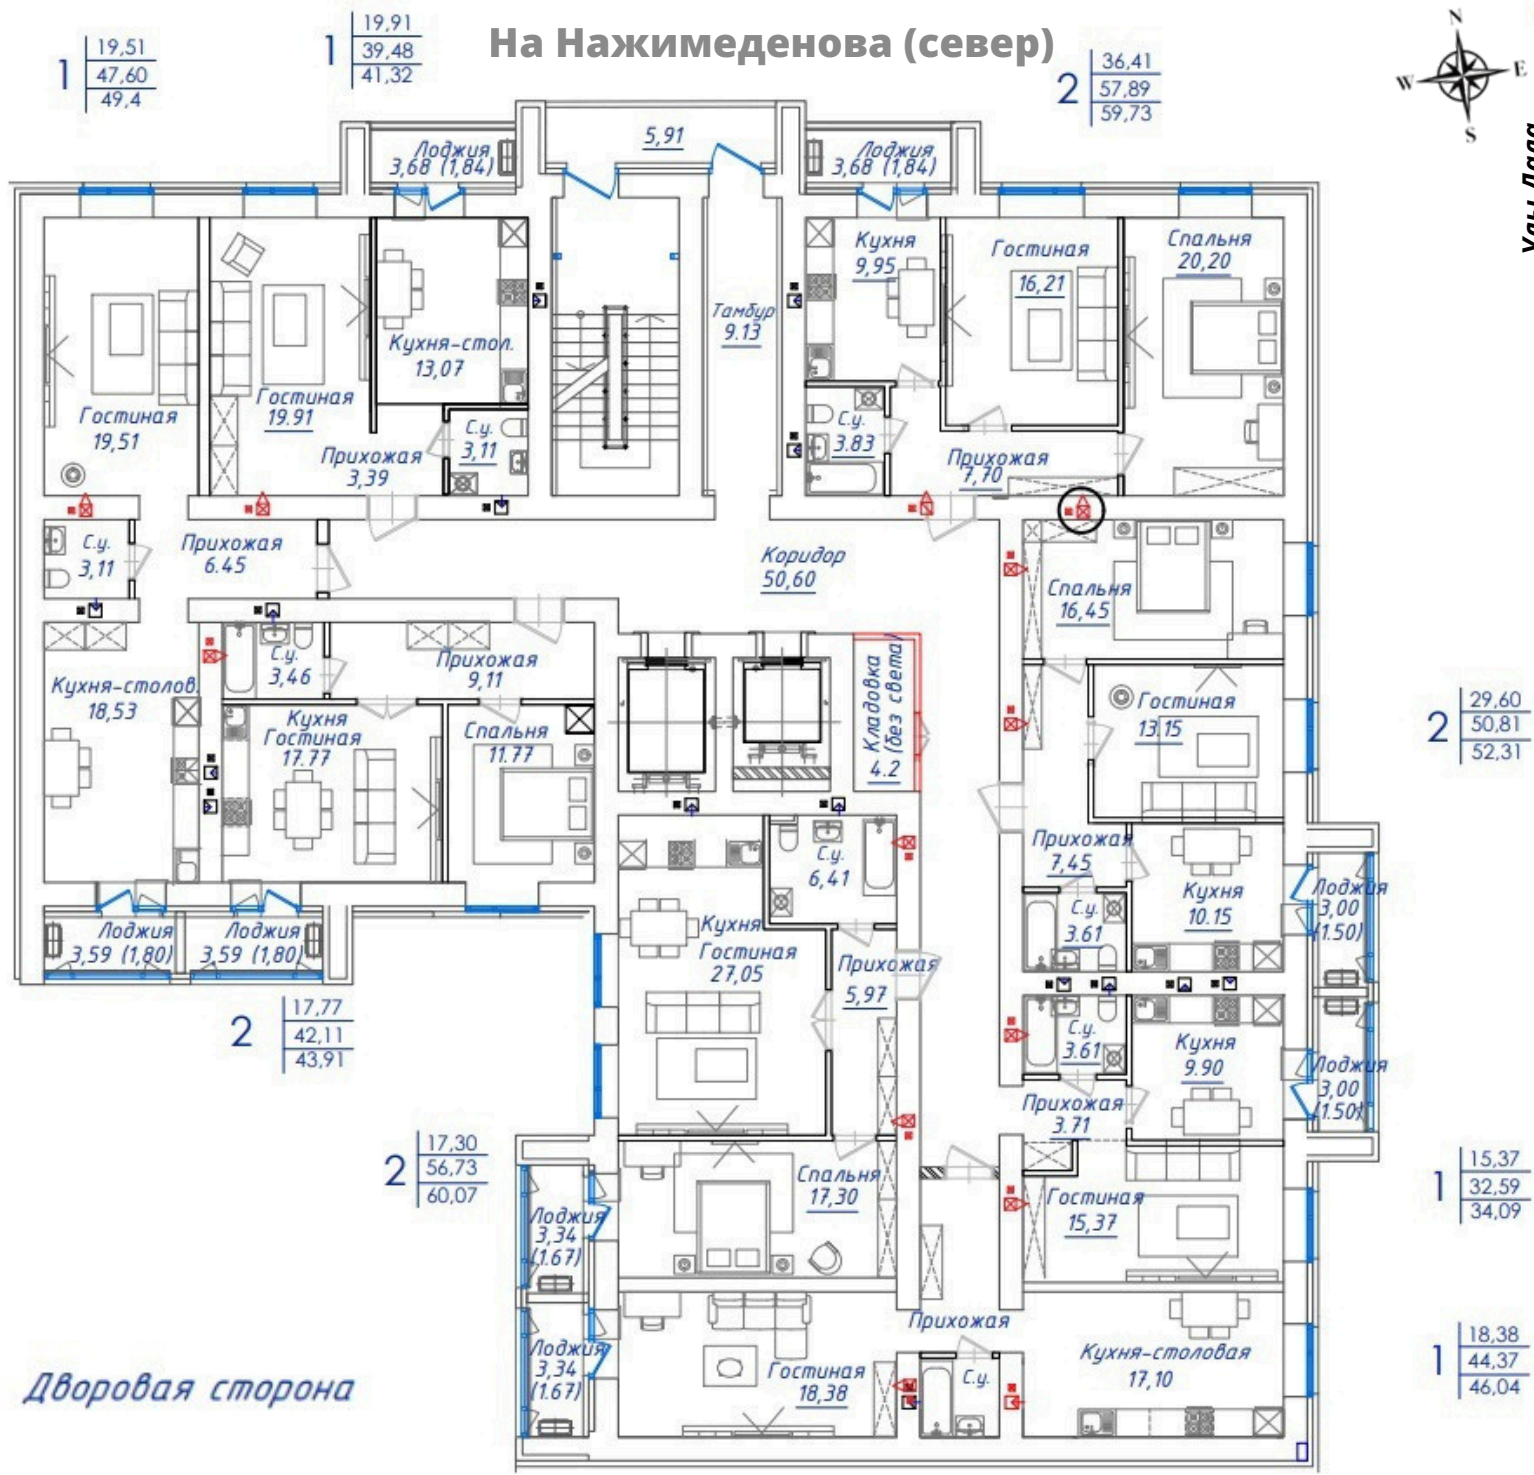 На Нажимеденова (север)
N
W
E
S
Улы Дала
1
19,51
47,60
49,4
1
19,91
39,48
41,32
2
36,41
57,89
59,73
Лоджия
3,68 (1,84)
5,91
Лоджия
3,68 (1,84)
Гостиная
19,51
Гостиная
19.91
Кухня-стол.
13,07
Прихожая
3,39
С.у.
3,11
Тамбур
9.13
Кухня
9,95
Гостиная
16,21
Спальня
20,20
С.у.
3.83
Прихожая
7,70
С.у.
3,11
Прихожая
6.45
Коридор
50,60
Спальня
16,45
Кухня-столов.
18,53
С.у.
3,46
Прихожая
9,11
Кухня
Гостиная
17.77
Спальня
11.77
Кладовка
(без света)
4.2
Гостиная
13.15
2
29,60
50,81
52,31
Прихожая
7,45
С.у.
6,41
Кухня
10.15
Лоджия
3,00
(1.50)
С.у.
3.61
Лоджия
3,59 (1,80)
Лоджия
3,59 (1,80)
Кухня
Гостиная
27,05
Прихожая
5,97
2
17,77
42,11
43,91
С.у.
3.61
Кухня
9.90
Лоджия
3,00
(1.50)
Прихожая
3.71
2
17,30
56,73
60,07
Спальня
17,30
Гостиная
15,37
1
15,37
32,59
34,09
Лоджия
3,34
(1.67)
Лоджия
3,34
(1.67)
Прихожая
Гостиная
18,38
С.у.
Кухня-столовая
17,10
1
18,38
44,37
46,04
Дворовая сторона